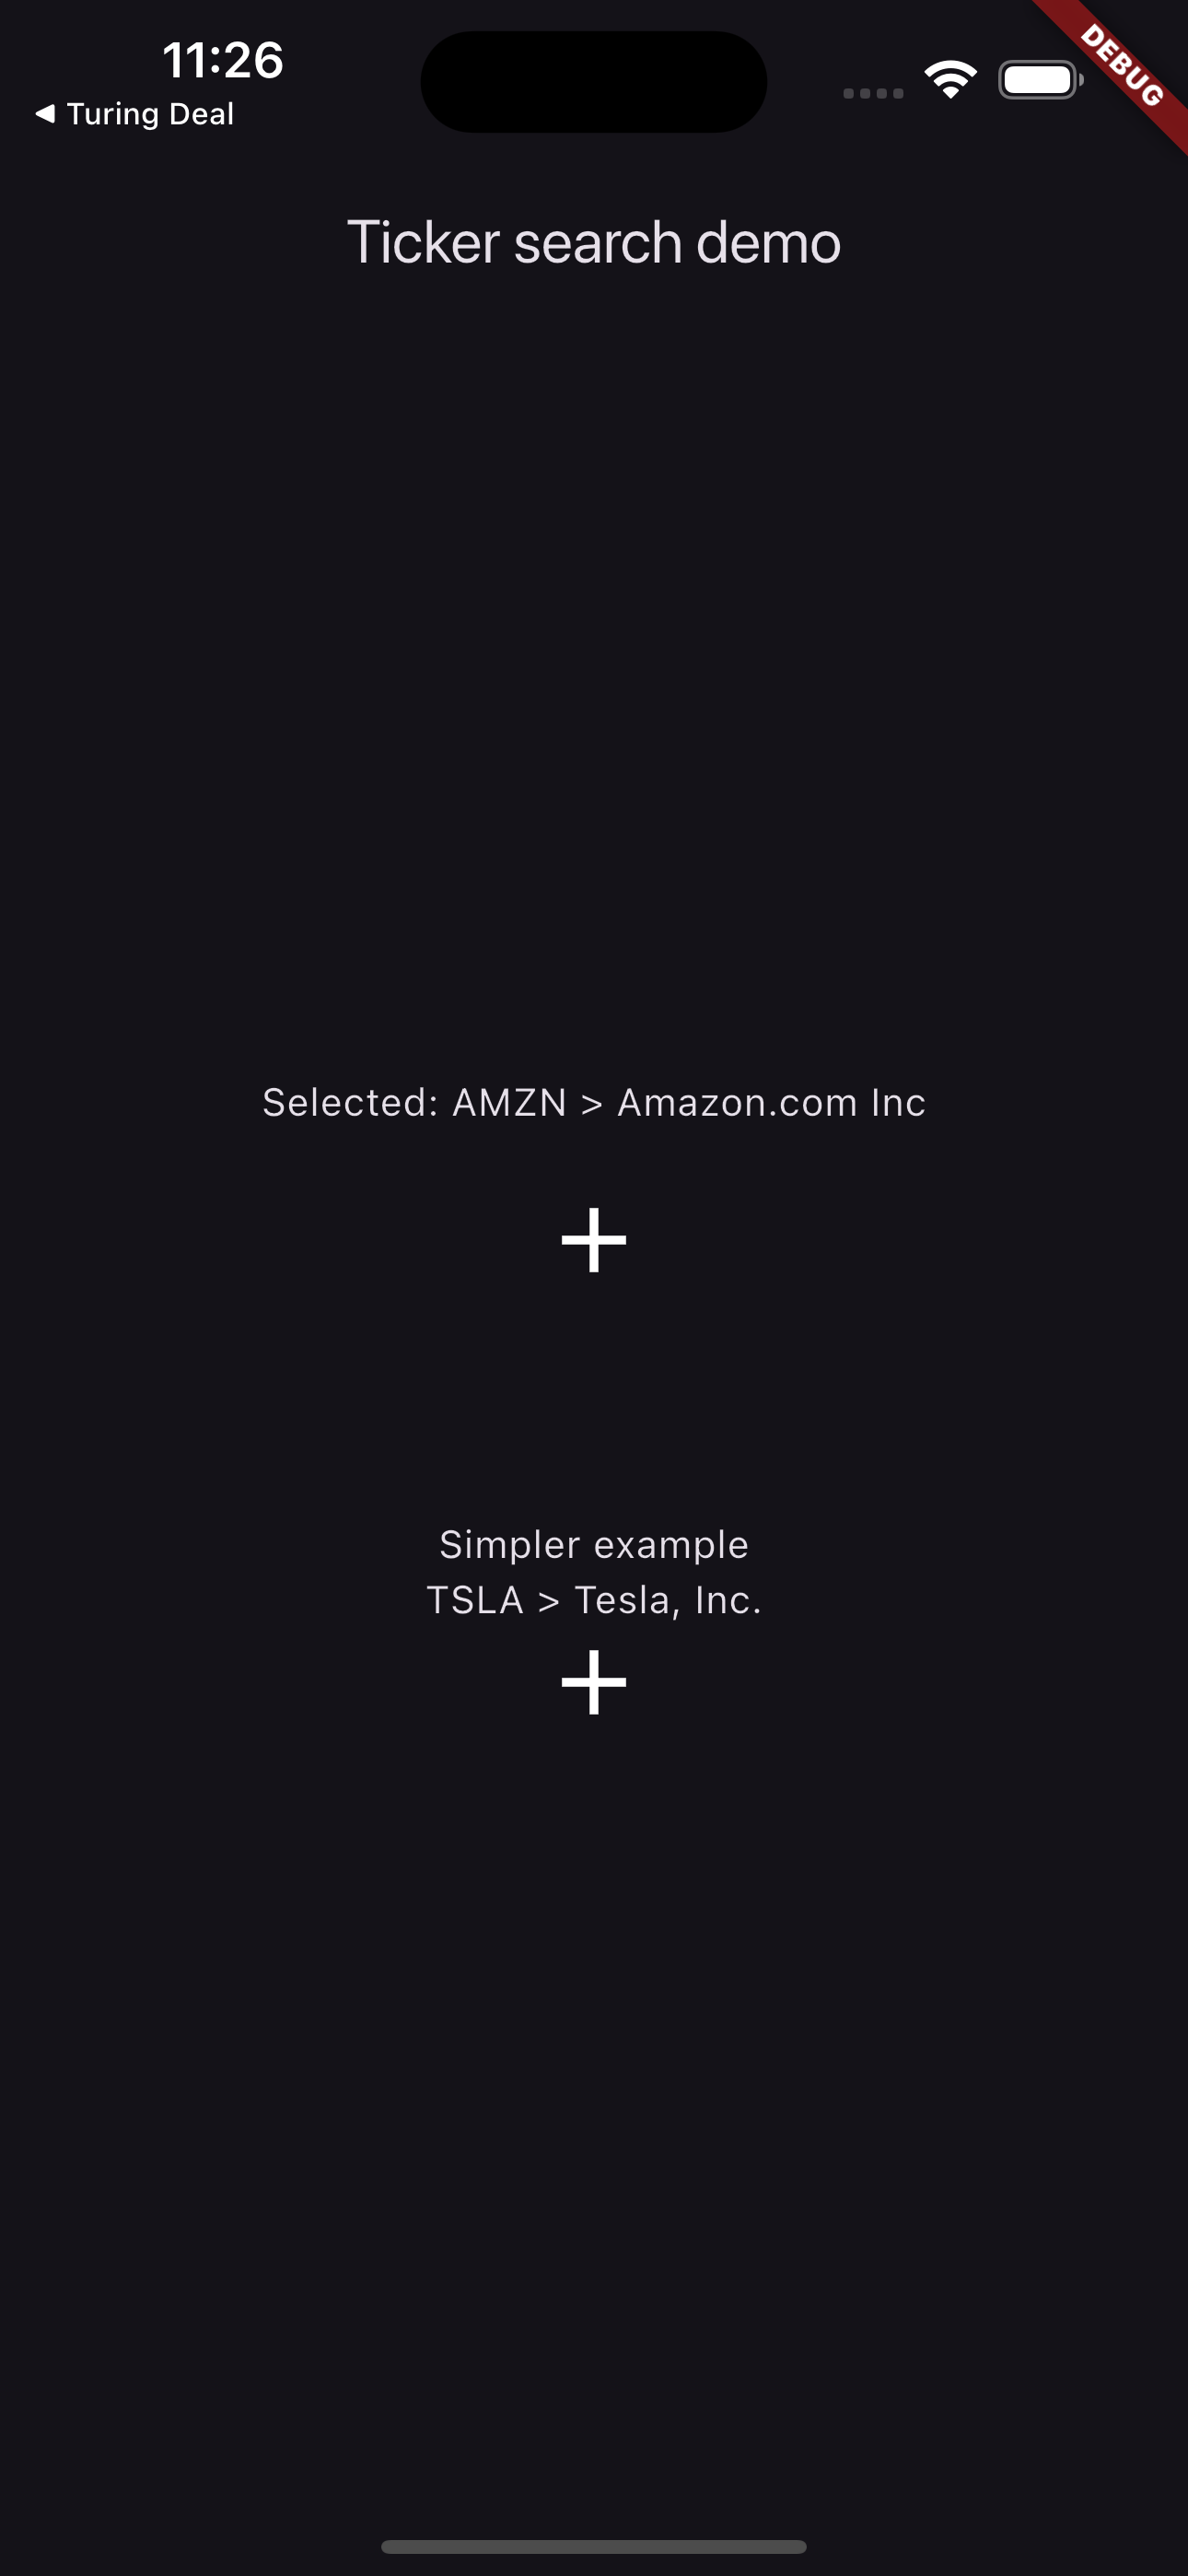 11:26
DEBUG
◀ Turing Deal
Ticker search demo
Selected: AMZN > Amazon.com Inc
+
Simpler example
TSLA > Tesla, Inc.
+